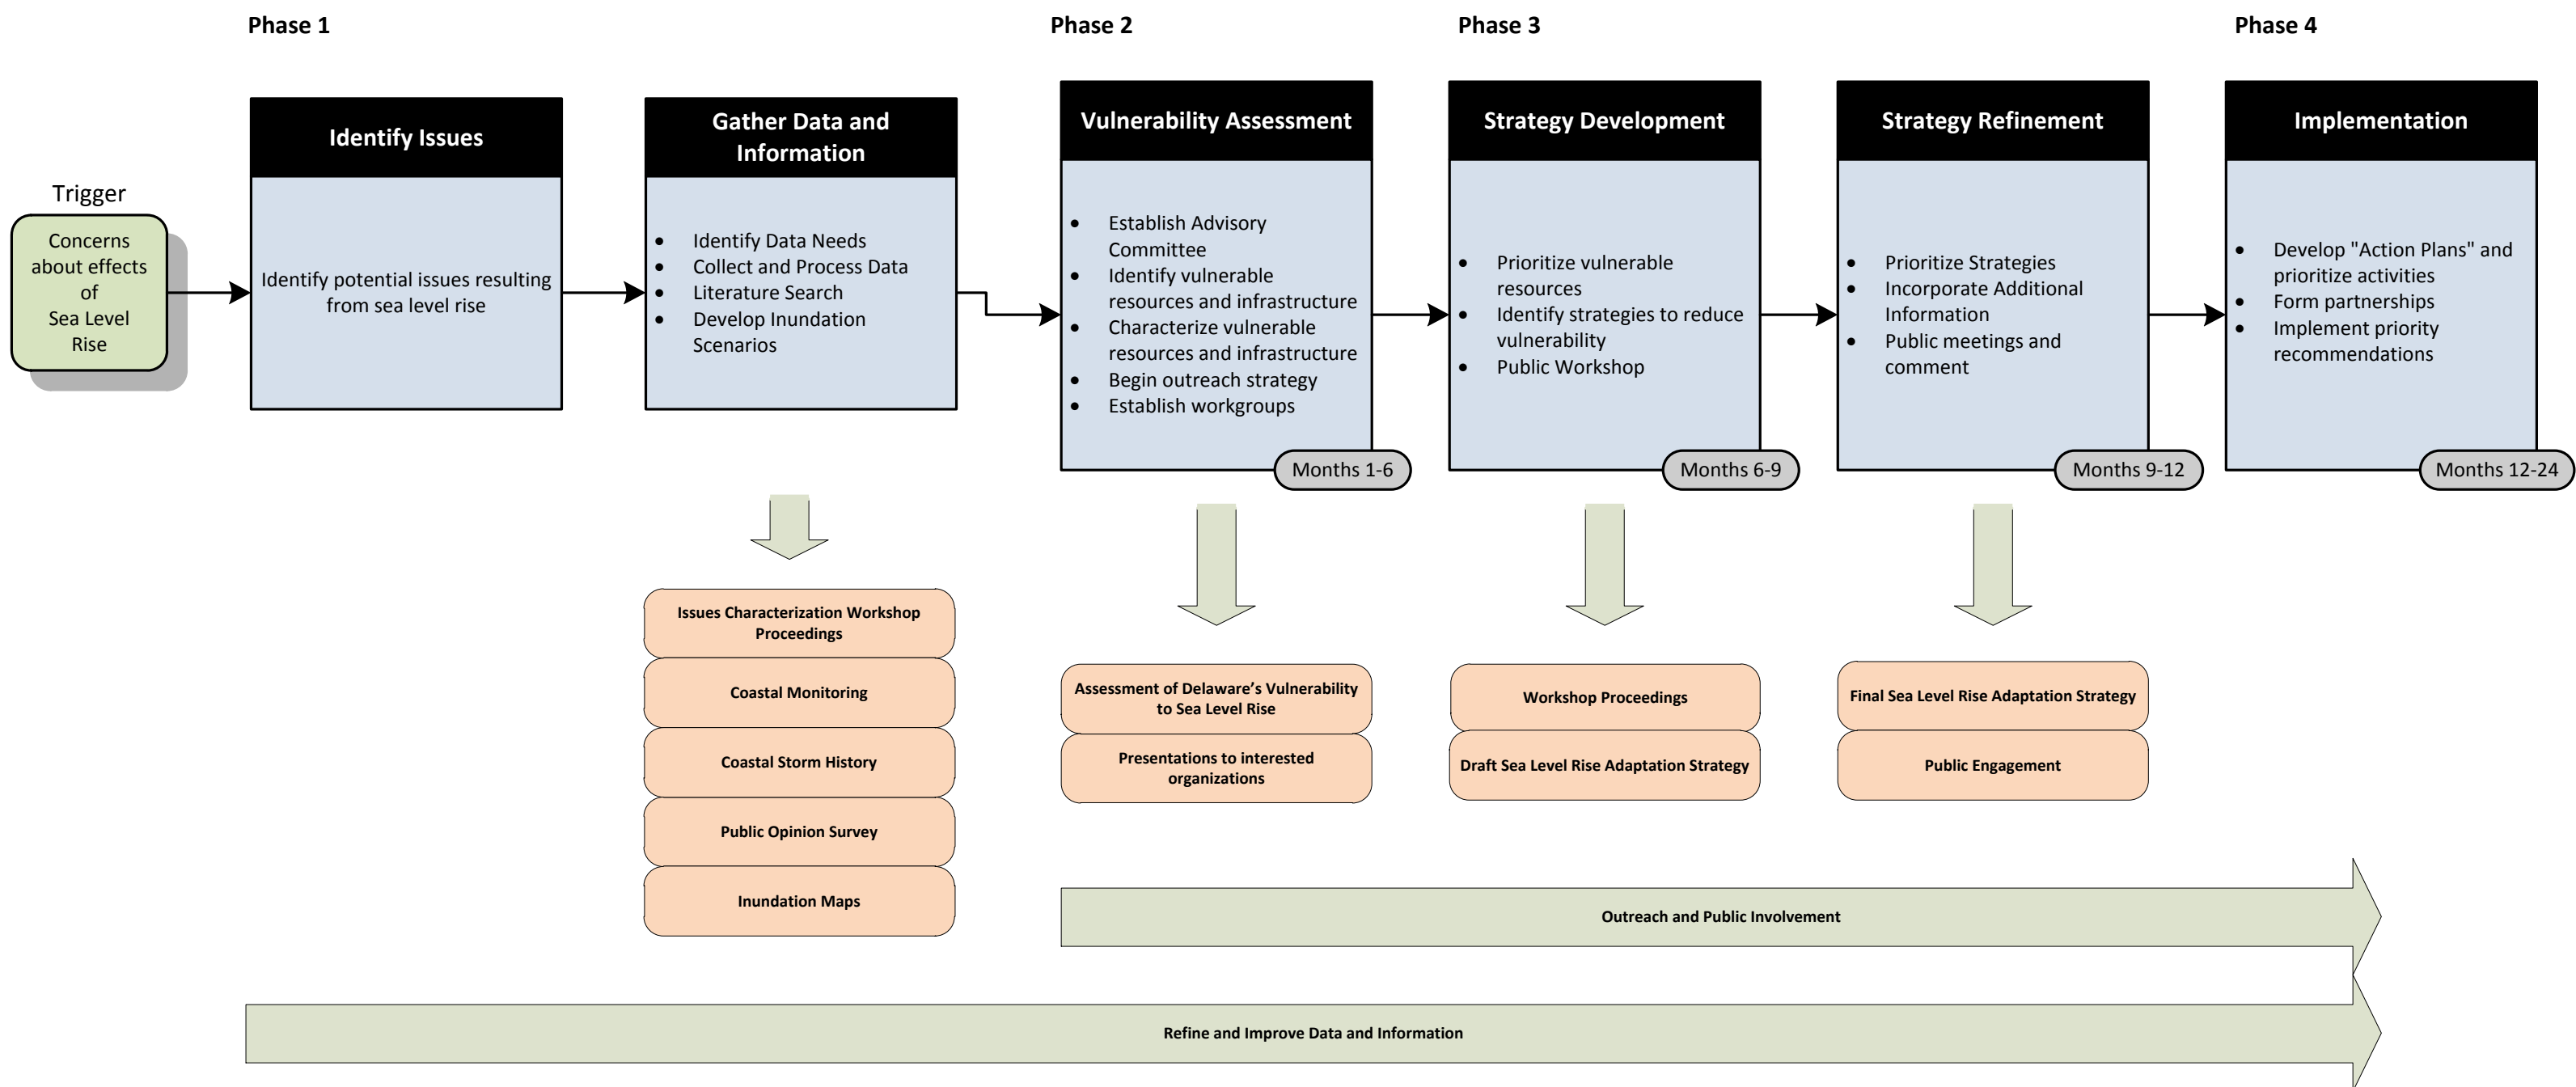 Phase 1
Phase 2
Phase 3
Phase 4
Trigger
Concerns
about effects
of
Sea Level
Rise
Identify Issues
Identify potential issues resulting
from sea level rise
Gather Data and
Information
• Identify Data Needs
• Collect and Process Data
• Literature Search
• Develop Inundation
Scenarios
Vulnerability Assessment
• Establish Advisory
Committee
• Identify vulnerable
resources and infrastructure
• Characterize vulnerable
resources and infrastructure
• Begin outreach strategy
• Establish workgroups
Months 1-6
Strategy Development
• Prioritize vulnerable
resources
• Identify strategies to reduce
vulnerability
• Public Workshop
Months 6-9
Strategy Refinement
• Prioritize Strategies
• Incorporate Additional
Information
• Public meetings and
comment
Months 9-12
Implementation
• Develop "Action Plans" and
prioritize activities
• Form partnerships
• Implement priority
recommendations
Months 12-24
Issues Characterization Workshop
Proceedings
Coastal Monitoring
Coastal Storm History
Public Opinion Survey
Inundation Maps
Assessment of Delaware’s Vulnerability
to Sea Level Rise
Presentations to interested
organizations
Workshop Proceedings
Draft Sea Level Rise Adaptation Strategy
Final Sea Level Rise Adaptation Strategy
Public Engagement
Outreach and Public Involvement
Refine and Improve Data and Information